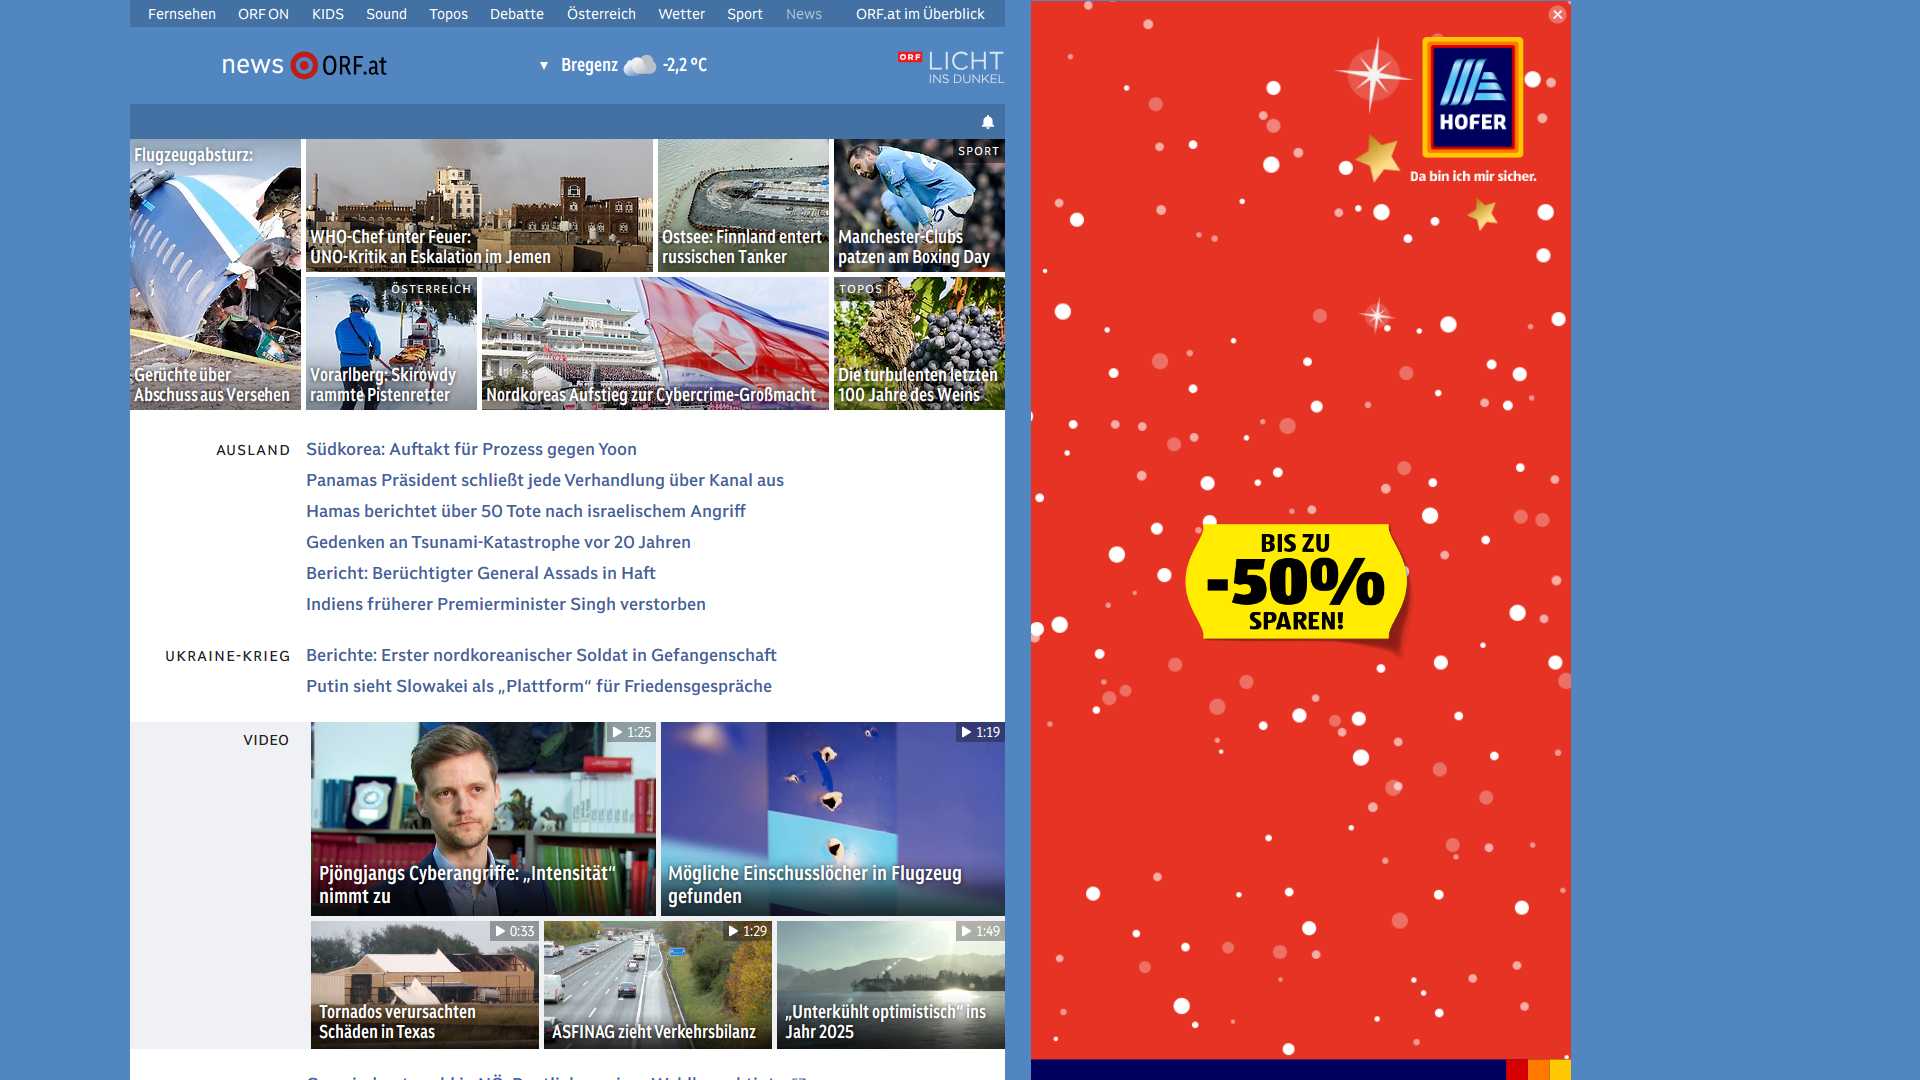 Fernsehen ORF ON KIDS Sound Topos Debatte Österreich Wetter Sport News ORF.at im Überblick
news ORF.at
▼ Bregenz -2,2 °C
ORF LICHT
INS DUNKEL
Flugzeugabsturz:
Gerüchte über
Abschuss aus Versehen
WHO-Chef unter Feuer:
UNO-Kritik an Eskalation im Jemen
Ostsee: Finnland entert
russischen Tanker
SPORT
Manchester-Clubs
patzen am Boxing Day
ÖSTERREICH
Vorarlberg: Skirowdy
rammte Pistenretter
Nordkoreas Aufstieg zur Cybercrime-Großmacht
TOPOS
Die turbulenten letzten
100 Jahre des Weins
AUSLAND
Südkorea: Auftakt für Prozess gegen Yoon
Panamas Präsident schließt jede Verhandlung über Kanal aus
Hamas berichtet über 50 Tote nach israelischem Angriff
Gedenken an Tsunami-Katastrophe vor 20 Jahren
Bericht: Berüchtigter General Assads in Haft
Indiens früherer Premierminister Singh verstorben
UKRAINE-KRIEG
Berichte: Erster nordkoreanischer Soldat in Gefangenschaft
Putin sieht Slowakei als „Plattform“ für Friedensgespräche
VIDEO
1:25
Pjöngjangs Cyberangriffe: „Intensität“
nimmt zu
1:19
Mögliche Einschusslöcher in Flugzeug
gefunden
0:33
Tornados verursachten
Schäden in Texas
1:29
ASFINAG zieht Verkehrsbilanz
1:49
„Unterkühlt optimistisch“ ins
Jahr 2025
HOFER
Da bin ich mir sicher.
BIS ZU
-50%
SPAREN!